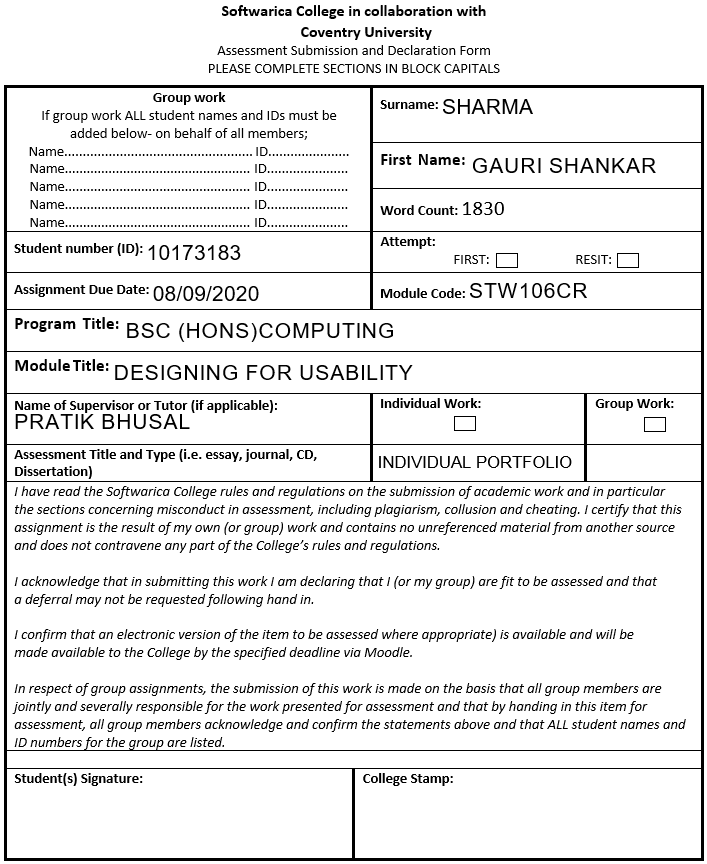 Softwarica College in collaboration with
Coventry University
Assessment Submission and Declaration Form
PLEASE COMPLETE SECTIONS IN BLOCK CAPITALS
Group work
If group work ALL student names and IDs must be
added below- on behalf of all members;
Name.................................................. ID......................
Name.................................................. ID......................
Name.................................................. ID......................
Name.................................................. ID......................
Name.................................................. ID......................
Surname: SHARMA
First Name: GAURI SHANKAR
Word Count: 1830
Student number (ID): 10173183
Attempt:
FIRST: RESIT:
Assignment Due Date: 08/09/2020
Module Code: STW106CR
Program Title: BSC (HONS)COMPUTING
Module Title: DESIGNING FOR USABILITY
Name of Supervisor or Tutor (if applicable):
PRATIK BHUSAL
Individual Work:
Group Work:
Assessment Title and Type (i.e. essay, journal, CD,
Dissertation)
INDIVIDUAL PORTFOLIO
I have read the Softwarica College rules and regulations on the submission of academic work and in particular
the sections concerning misconduct in assessment, including plagiarism, collusion and cheating. I certify that this
assignment is the result of my own (or group) work and contains no unreferenced material from another source
and does not contravene any part of the College's rules and regulations.
I acknowledge that in submitting this work I am declaring that I (or my group) are fit to be assessed and that
a deferral may not be requested following hand in.
I confirm that an electronic version of the item to be assessed where appropriate) is available and will be
made available to the College by the specified deadline via Moodle.
In respect of group assignments, the submission of this work is made on the basis that all group members are
jointly and severally responsible for the work presented for assessment and that by handing in this item for
assessment, all group members acknowledge and confirm the statements above and that ALL student names and
ID numbers for the group are listed.
Student(s) Signature:
College Stamp: